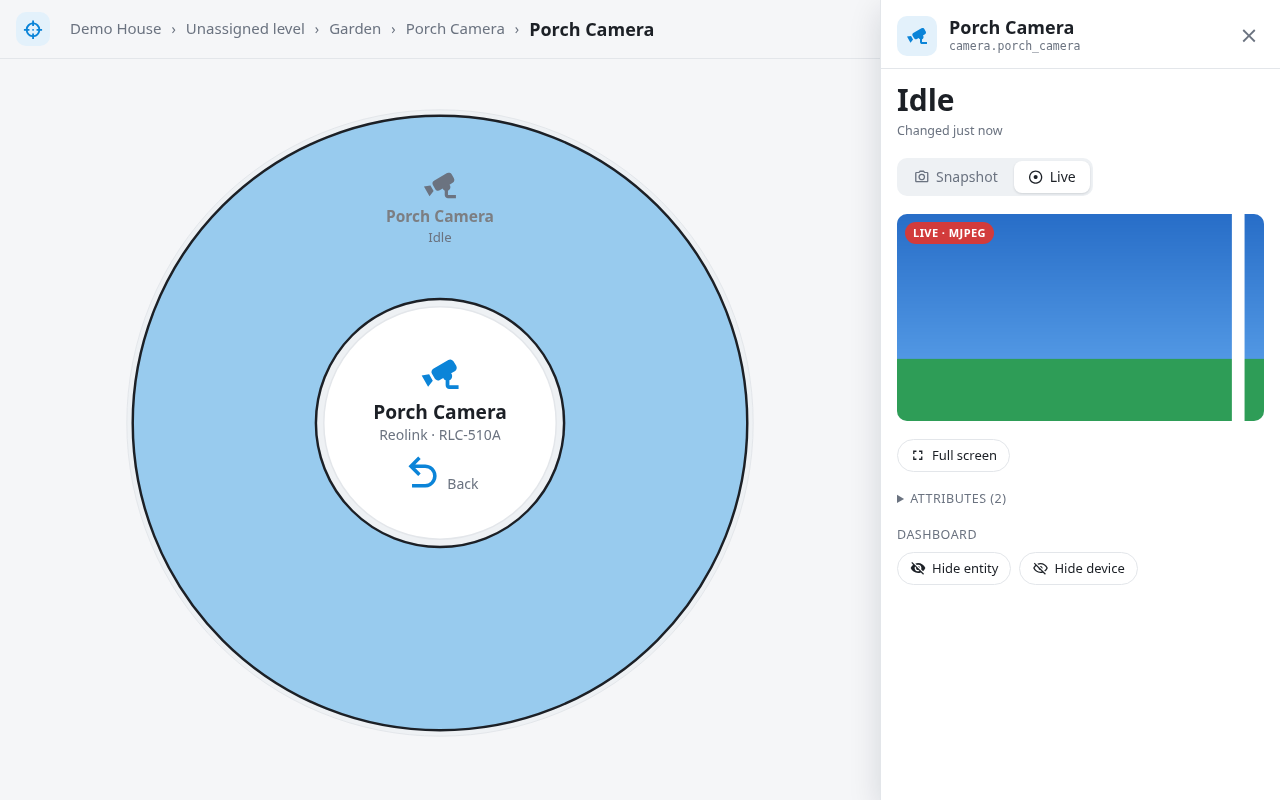 Demo House › Unassigned level › Garden › Porch Camera › Porch Camera
Porch Camera
Idle
Porch Camera
Reolink · RLC-510A
Back
Porch Camera
camera.porch_camera
Idle
Changed just now
Snapshot
Live
LIVE · MJPEG
Full screen
ATTRIBUTES (2)
DASHBOARD
Hide entity
Hide device